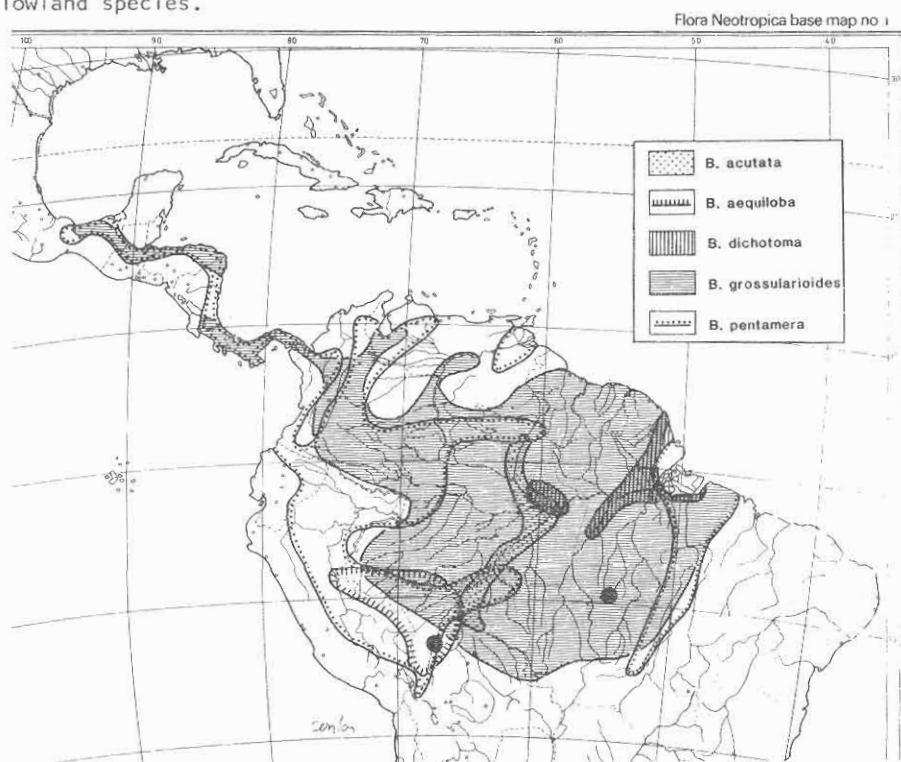 lowland species.
Flora Neotropica base map no 1
100 90 80 70 60 50 40
30
B. acutata
B. aequiloba
B. dichotoma
B. grossularioides
B. pentamera